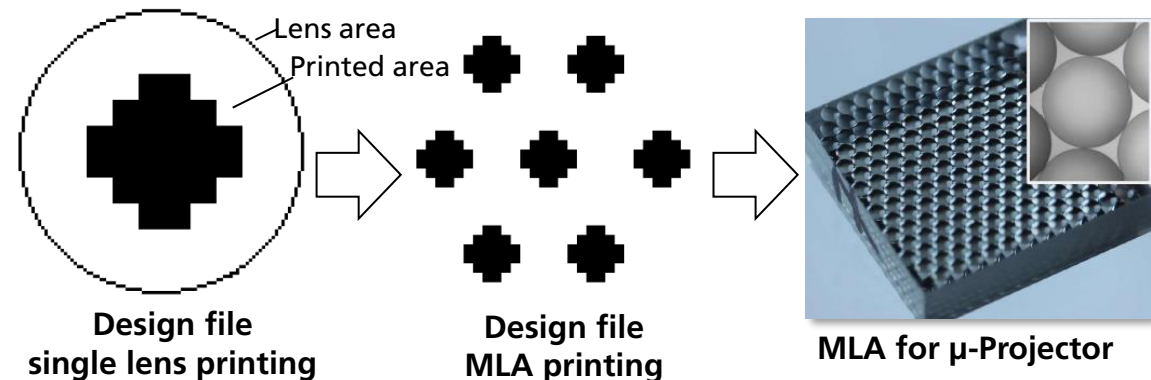 Lens area
Printed area
Design file
single lens printing
Design file
MLA printing
MLA for µ-Projector